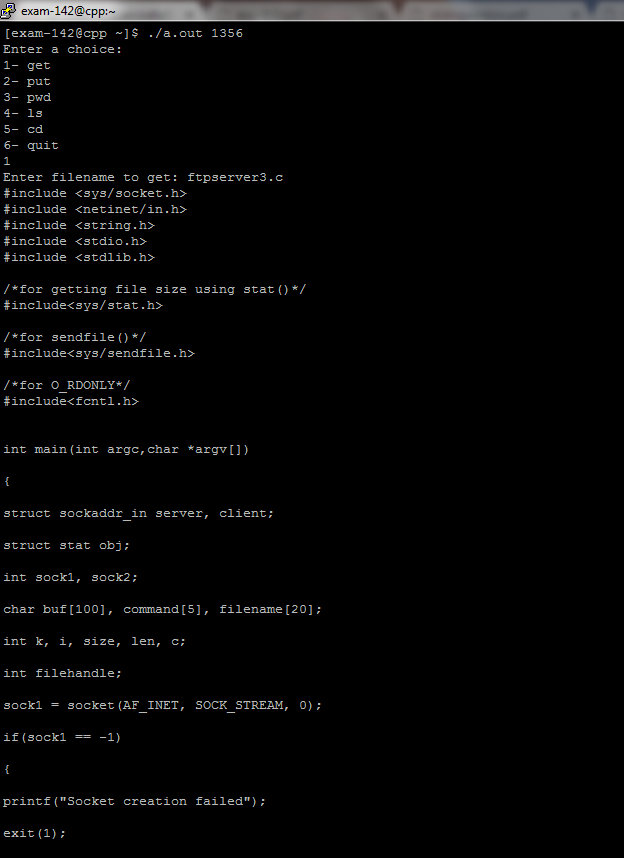 exam-142@cpp:~
[exam-142@cpp ~]$ ./a.out 1356
Enter a choice:
1- get
2- put
3- pwd
4- ls
5- cd
6- quit
1
Enter filename to get: ftpserver3.c
#include <sys/socket.h>
#include <netinet/in.h>
#include <string.h>
#include <stdio.h>
#include <stdlib.h>
/*for getting file size using stat()*/
#include<sys/stat.h>
/*for sendfile()*/
#include<sys/sendfile.h>
/*for O_RDONLY*/
#include<fcntl.h>
int main(int argc,char *argv[])
{
struct sockaddr_in server, client;
struct stat obj;
int sock1, sock2;
char buf[100], command[5], filename[20];
int k, i, size, len, c;
int filehandle;
sock1 = socket(AF_INET, SOCK_STREAM, 0);
if(sock1 == -1)
{
printf("Socket creation failed");
exit(1);